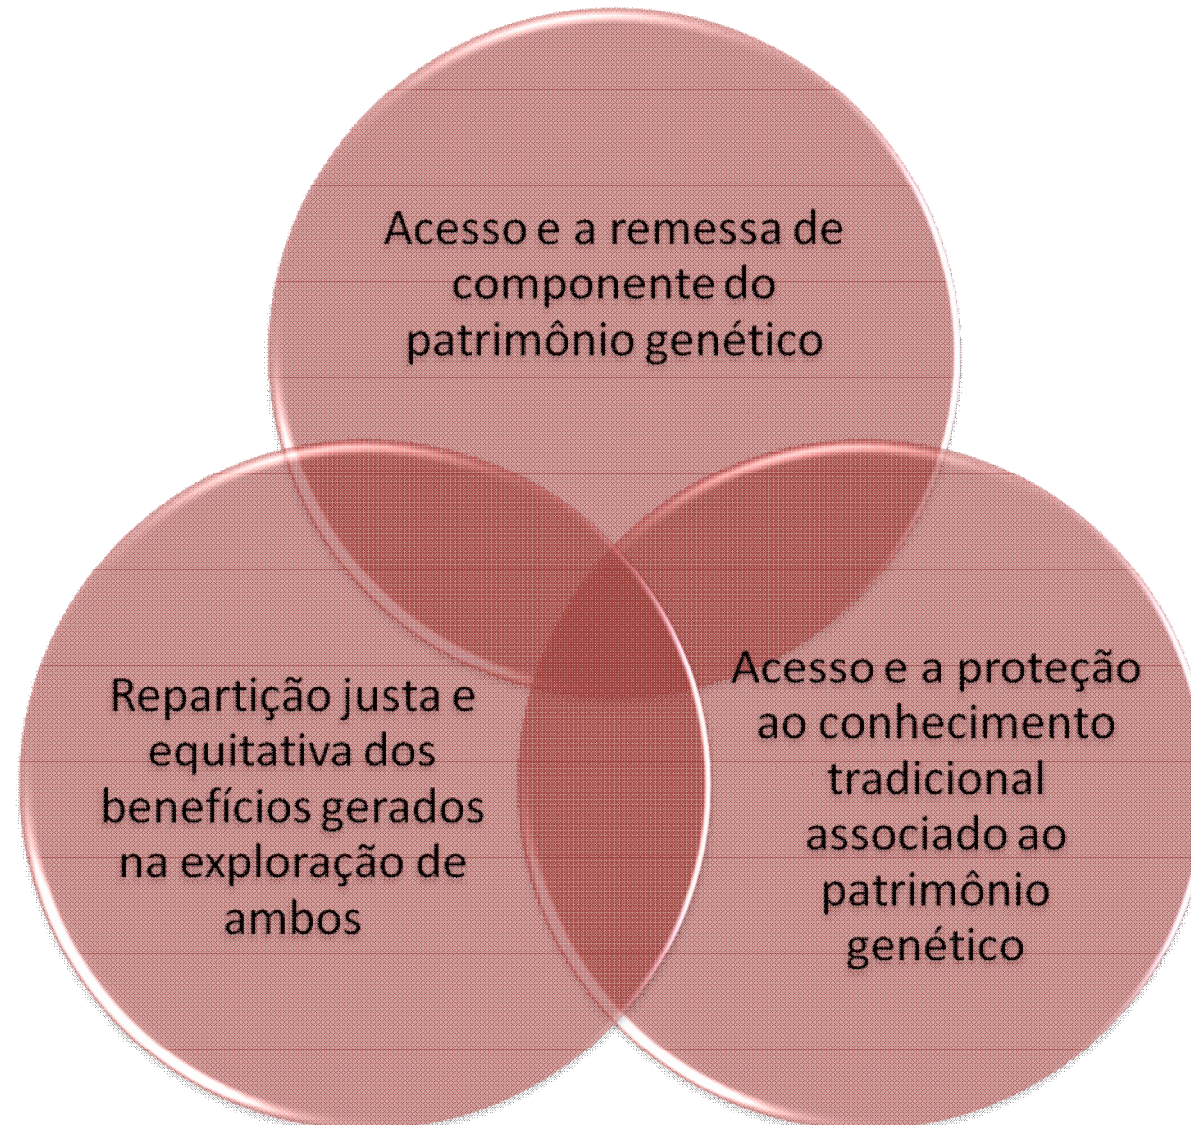 Acesso e a remessa de
componente do
patrimônio genético
Repartição justa e
equitativa dos
benefícios gerados
na exploração de
ambos
Acesso e a proteção
ao conhecimento
tradicional
associado ao
patrimônio
genético